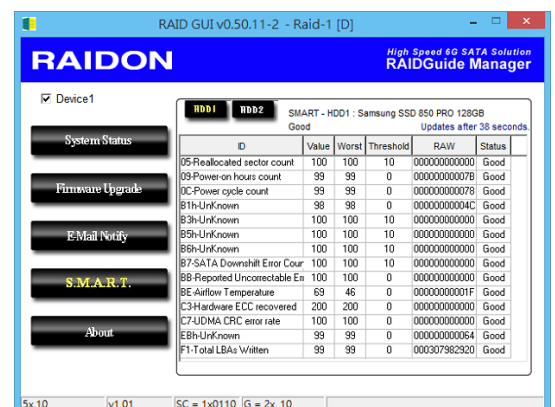 RAID GUI v0.50.11-2 - Raid-1 [D]
RAIDON
High Speed 6G SATA Solution
RAIDGuide Manager
Device1
HDD1 HDD2 SMART - HDD1 : Samsung SSD 850 PRO 128GB
Good Updates after 38 seconds.
System Status
Firmware Upgrade
E-Mail Notify
S.M.A.R.T.
About
ID Value Worst Threshold RAW Status
05-Reallocated sector count 100 100 10 000000000000 Good
09-Power-on hours count 99 99 0 00000000007B Good
0C-Power cycle count 99 99 0 000000000078 Good
B1h-UnKnown 98 98 0 00000000004C Good
B3h-UnKnown 100 100 10 000000000000 Good
B5h-UnKnown 100 100 10 000000000000 Good
B6h-UnKnown 100 100 10 000000000000 Good
B7-SATA Downshift Error Cour 100 100 10 000000000000 Good
BB-Reported Uncorrectable En 100 100 0 000000000000 Good
BE-Airflow Temperature 69 46 0 00000000001F Good
C3-Hardware ECC recovered 200 200 0 000000000000 Good
C7-UDMA CRC error rate 100 100 0 000000000000 Good
EBh-UnKnown 99 99 0 000000000064 Good
F1-Total LBAs Written 99 99 0 000307982920 Good
5x 10 v1.01 SC = 1x0110 G = 2x, 10